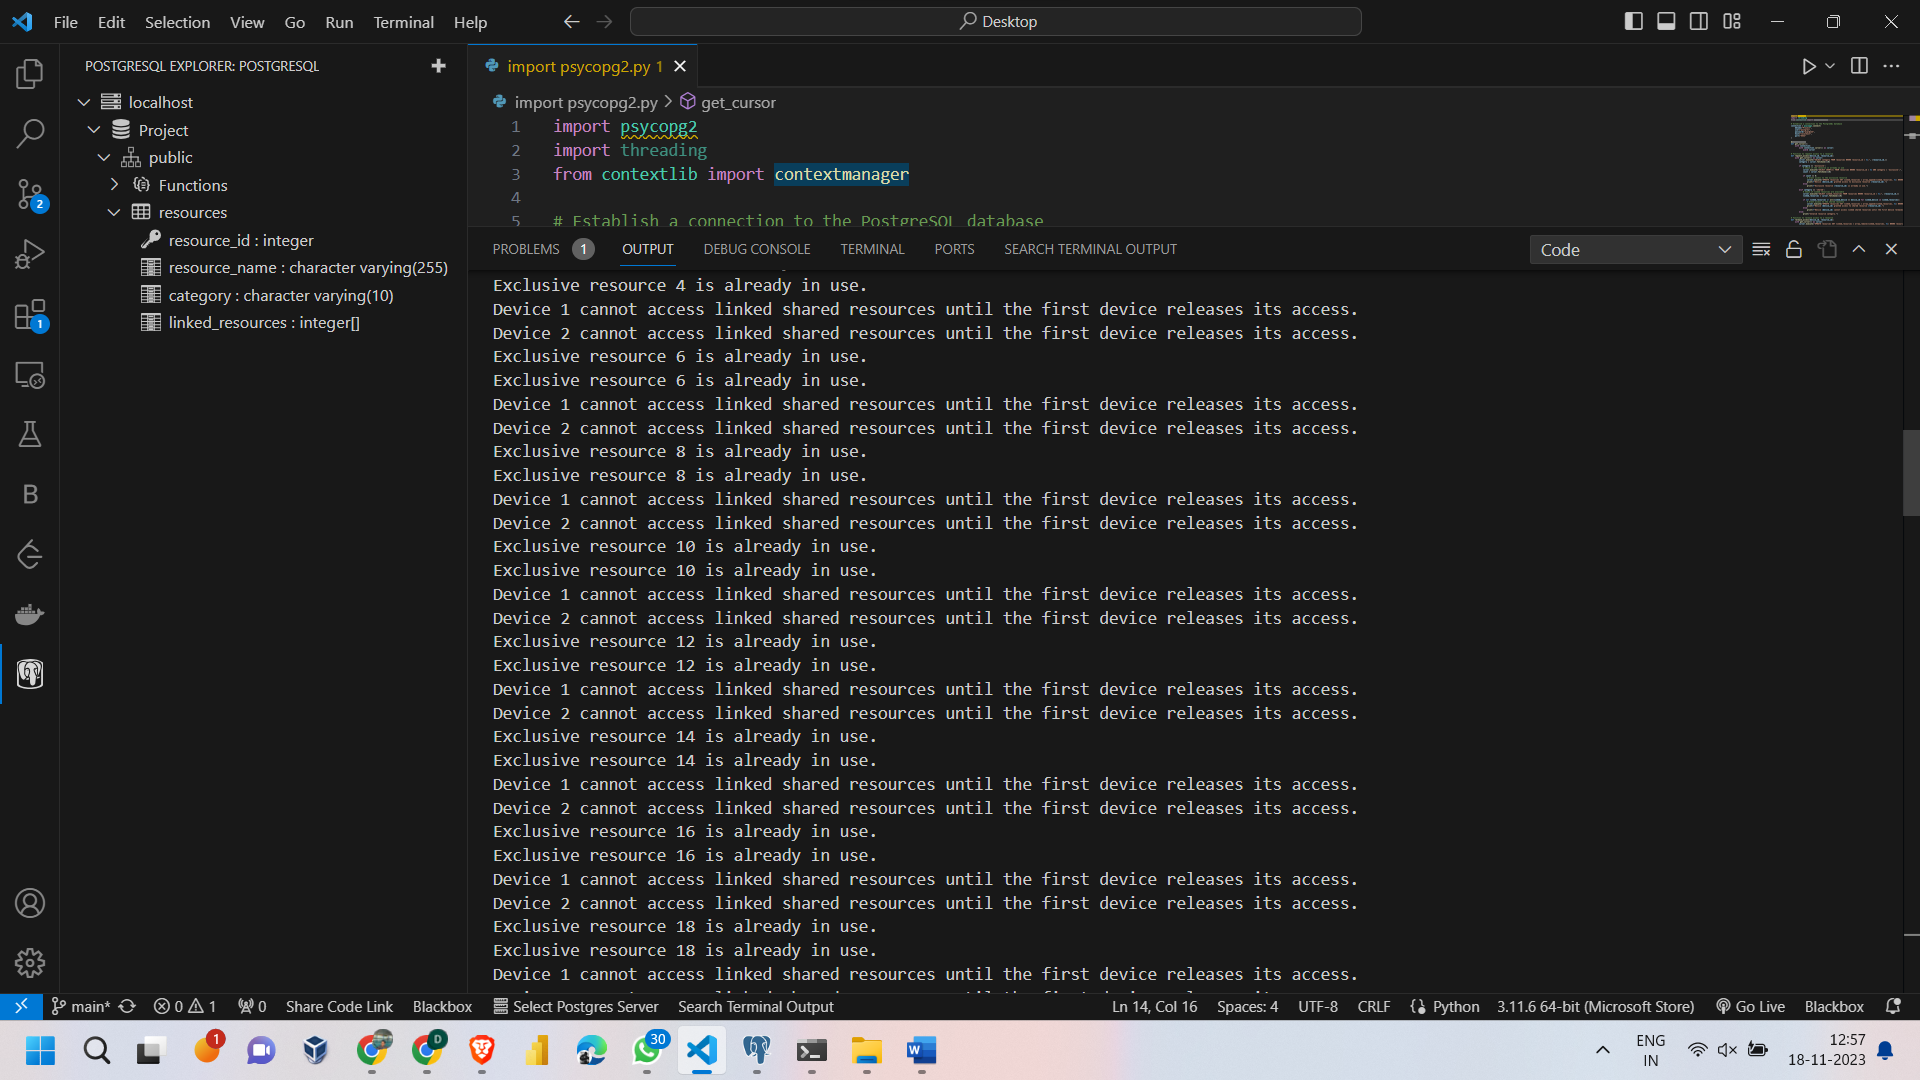 File Edit Selection View Go Run Terminal Help
Desktop
POSTGRESQL EXPLORER: POSTGRESQL
localhost
Project
public
Functions
resources
resource_id : integer
resource_name : character varying(255)
category : character varying(10)
linked_resources : integer[]
2
1
B
import psycopg2.py 1
import psycopg2.py > get_cursor
1 import psycopg2
2 import threading
3 from contextlib import contextmanager
4
5 # Establish a connection to the PostgreSQL database
PROBLEMS 1 OUTPUT DEBUG CONSOLE TERMINAL PORTS SEARCH TERMINAL OUTPUT
Code
Exclusive resource 4 is already in use.
Device 1 cannot access linked shared resources until the first device releases its access.
Device 2 cannot access linked shared resources until the first device releases its access.
Exclusive resource 6 is already in use.
Exclusive resource 6 is already in use.
Device 1 cannot access linked shared resources until the first device releases its access.
Device 2 cannot access linked shared resources until the first device releases its access.
Exclusive resource 8 is already in use.
Exclusive resource 8 is already in use.
Device 1 cannot access linked shared resources until the first device releases its access.
Device 2 cannot access linked shared resources until the first device releases its access.
Exclusive resource 10 is already in use.
Exclusive resource 10 is already in use.
Device 1 cannot access linked shared resources until the first device releases its access.
Device 2 cannot access linked shared resources until the first device releases its access.
Exclusive resource 12 is already in use.
Exclusive resource 12 is already in use.
Device 1 cannot access linked shared resources until the first device releases its access.
Device 2 cannot access linked shared resources until the first device releases its access.
Exclusive resource 14 is already in use.
Exclusive resource 14 is already in use.
Device 1 cannot access linked shared resources until the first device releases its access.
Device 2 cannot access linked shared resources until the first device releases its access.
Exclusive resource 16 is already in use.
Exclusive resource 16 is already in use.
Device 1 cannot access linked shared resources until the first device releases its access.
Device 2 cannot access linked shared resources until the first device releases its access.
Exclusive resource 18 is already in use.
Exclusive resource 18 is already in use.
Device 1 cannot access linked shared resources until the first device releases its access.
main* 0 1 0 Share Code Link Blackbox Select Postgres Server Search Terminal Output Ln 14, Col 16 Spaces: 4 UTF-8 CRLF Python 3.11.6 64-bit (Microsoft Store) Go Live Blackbox
1
D
30
W
ENG
IN
12:57
18-11-2023